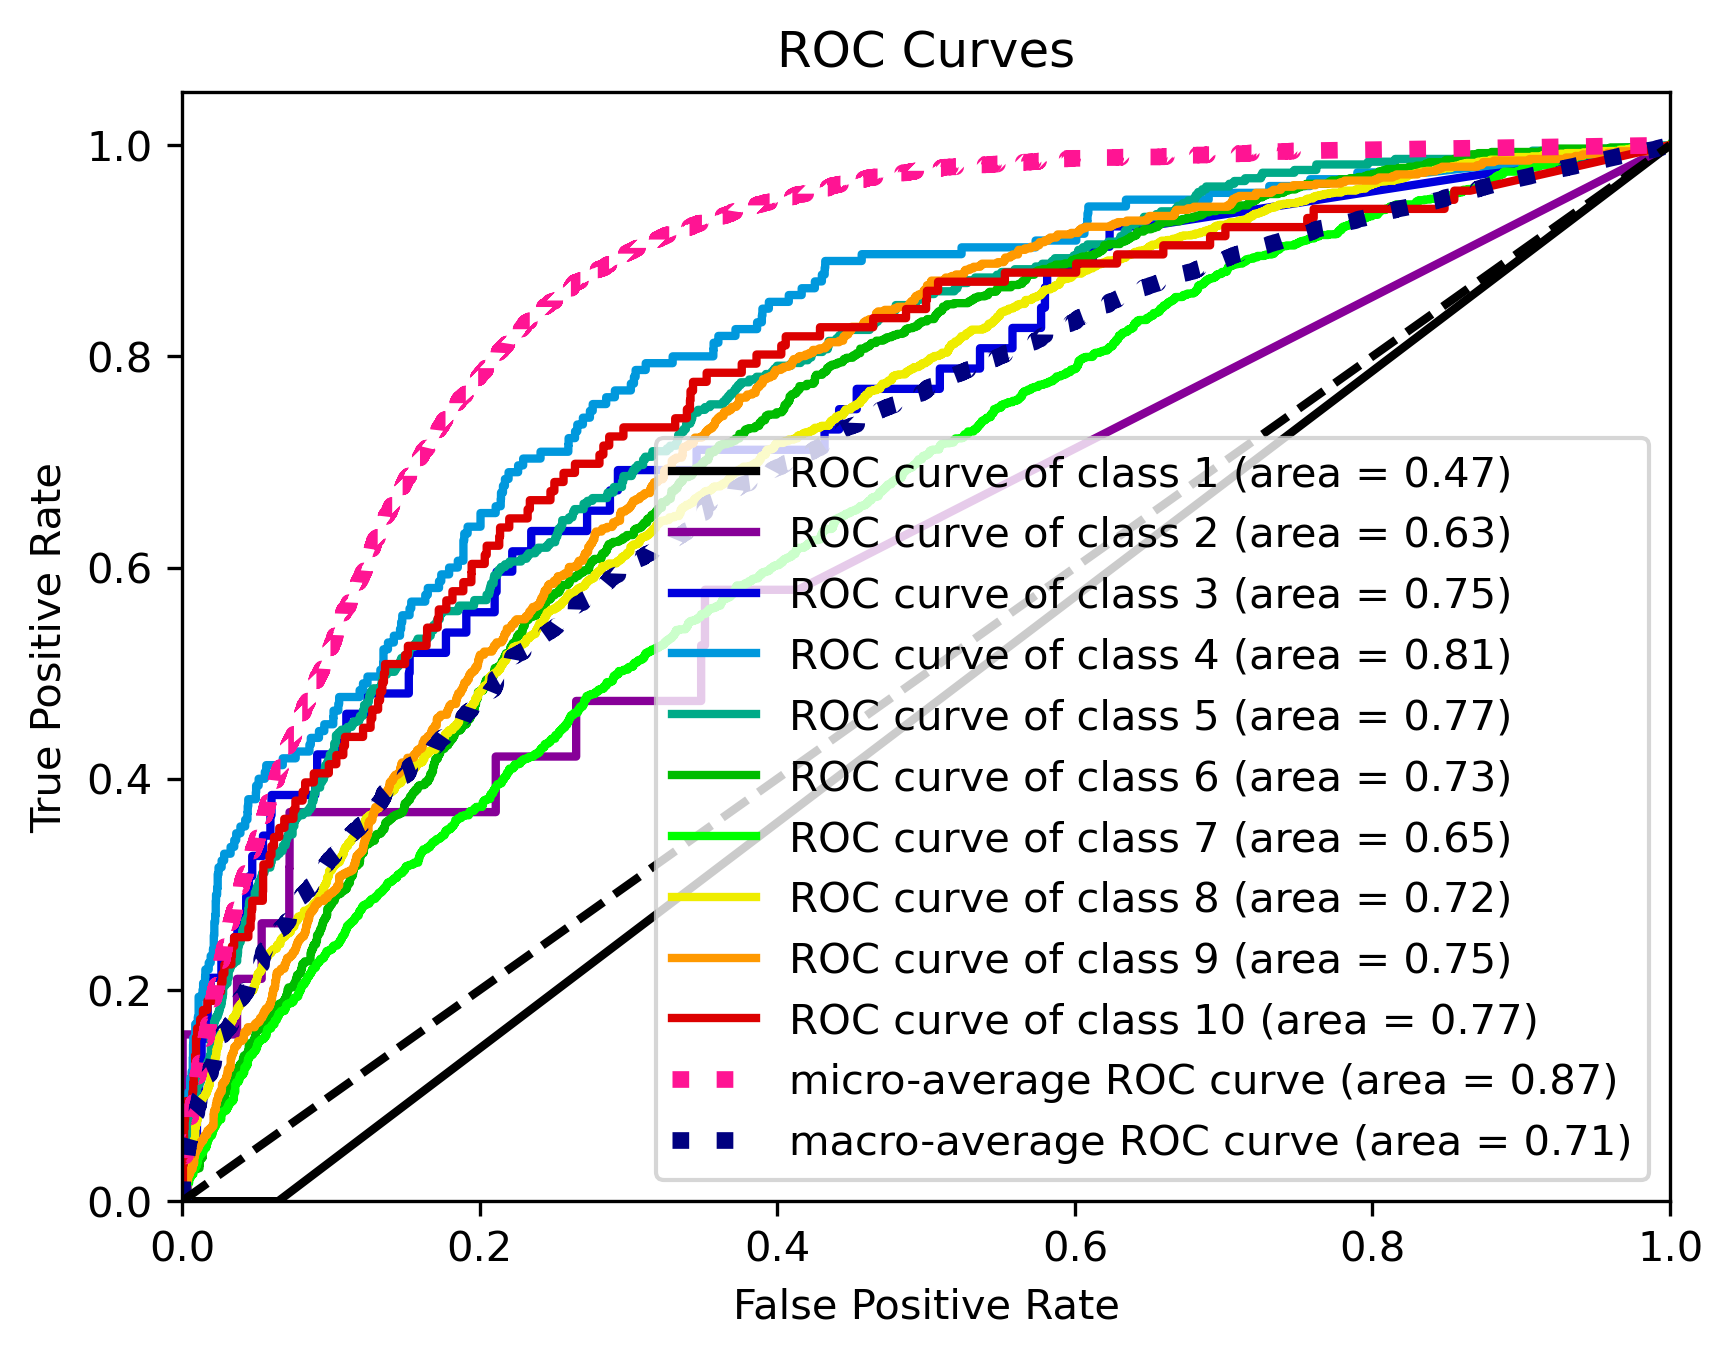 ROC Curves
True Positive Rate
1.0
0.8
0.6
0.4
0.2
0.0
ROC curve of class 1 (area = 0.47)
ROC curve of class 2 (area = 0.63)
ROC curve of class 3 (area = 0.75)
ROC curve of class 4 (area = 0.81)
ROC curve of class 5 (area = 0.77)
ROC curve of class 6 (area = 0.73)
ROC curve of class 7 (area = 0.65)
ROC curve of class 8 (area = 0.72)
ROC curve of class 9 (area = 0.75)
ROC curve of class 10 (area = 0.77)
micro-average ROC curve (area = 0.87)
macro-average ROC curve (area = 0.71)
0.0 0.2 0.4 0.6 0.8 1.0
False Positive Rate